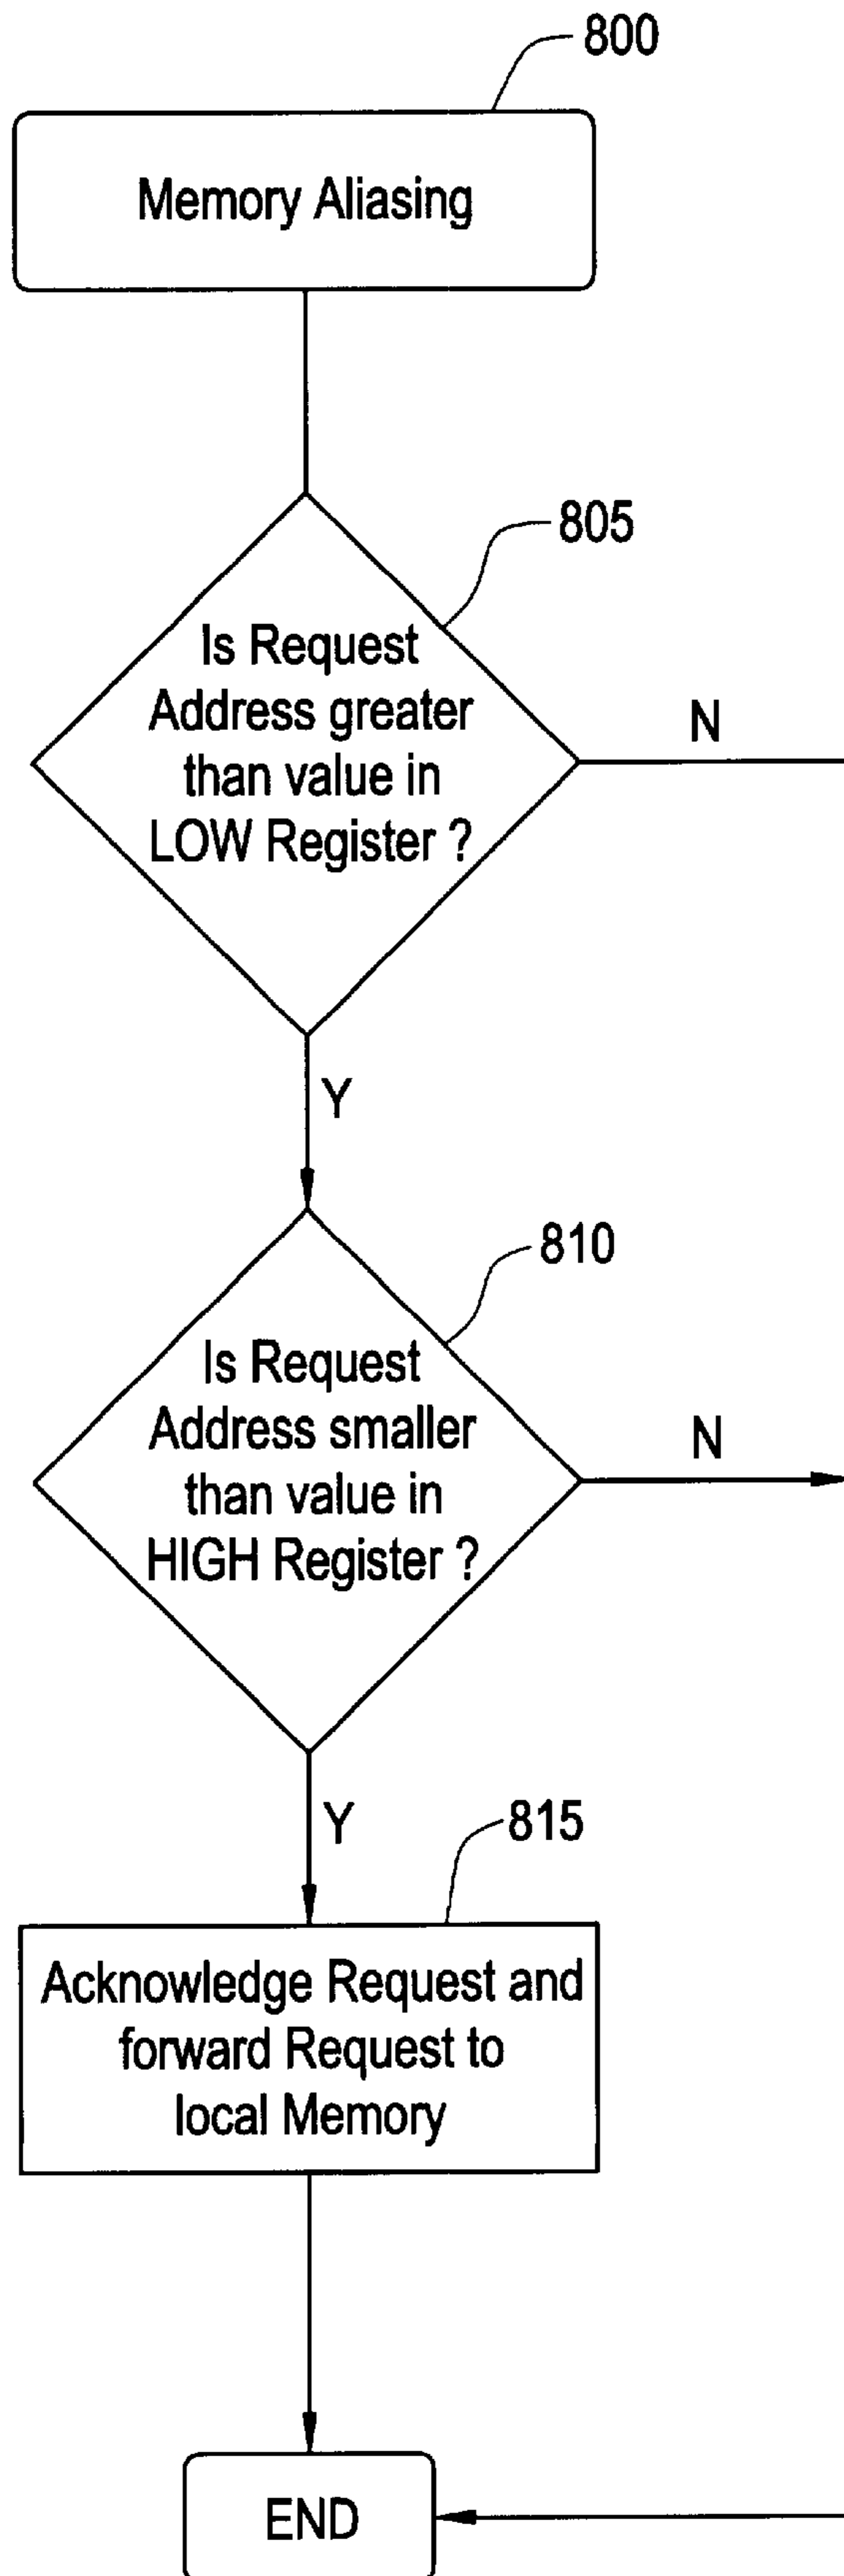 800
Memory Aliasing
805
Is Request
Address greater
than value in
LOW Register ?
N
Y
810
Is Request
Address smaller
than value in
HIGH Register ?
N
Y
815
Acknowledge Request and
forward Request to
local Memory
END